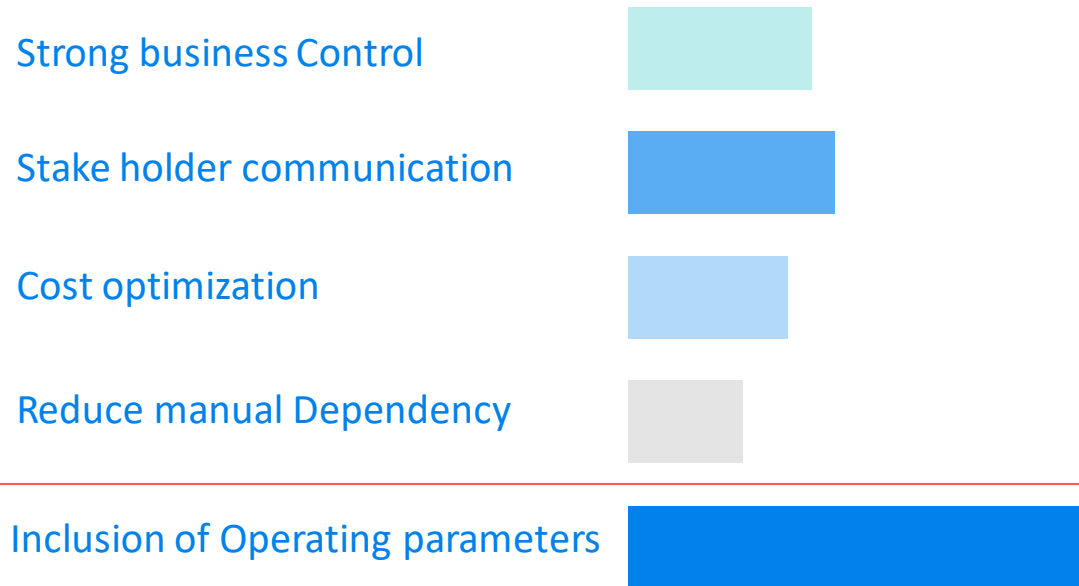 Strong business Control
Stake holder communication
Cost optimization
Reduce manual Dependency
Inclusion of Operating parameters